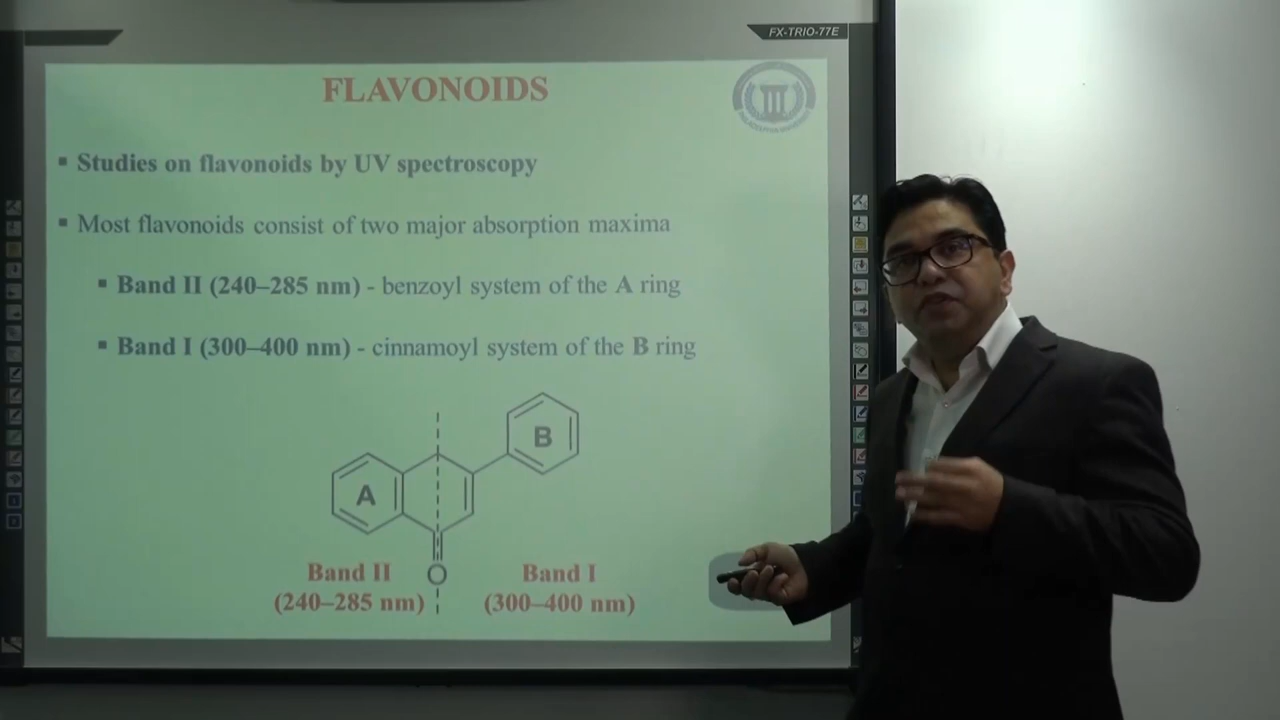 FX-TRIO-77E
FLAVONOIDS
▪ Studies on flavonoids by UV spectroscopy
▪ Most flavonoids consist of two major absorption maxima
▪ Band II (240–285 nm) - benzoyl system of the A ring
▪ Band I (300–400 nm) - cinnamoyl system of the B ring
B
A
O
Band II
(240–285 nm)
Band I
(300–400 nm)